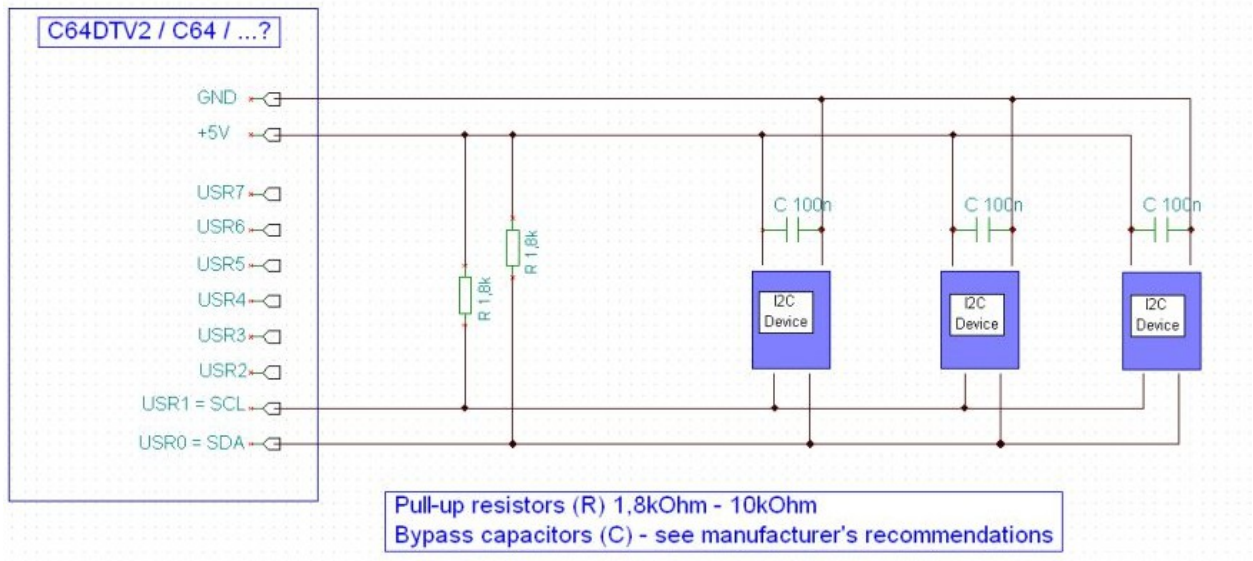 C64DTV2 / C64 / ...?
GND
+5V
USR7
USR6
USR5
USR4
USR3
USR2
USR1 = SCL
USR0 = SDA
R 1,8k
R 1,8k
C 100n
C 100n
C 100n
I2C
Device
I2C
Device
I2C
Device
Pull-up resistors (R) 1,8kOhm - 10kOhm
Bypass capacitors (C) - see manufacturer's recommendations